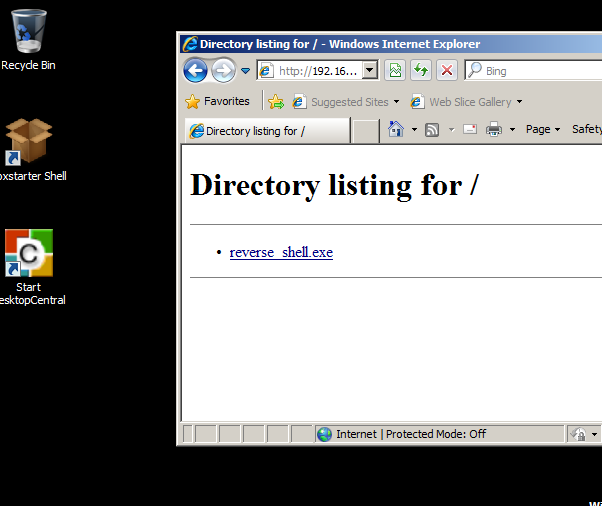 Recycle Bin
oxstarter Shell
Start
esktopCentral
Directory listing for / - Windows Internet Explorer
http://192.16...
Bing
Favorites
Suggested Sites
Web Slice Gallery
Directory listing for /
Page
Safety
Directory listing for /
reverse_shell.exe
Internet | Protected Mode: Off
Wi